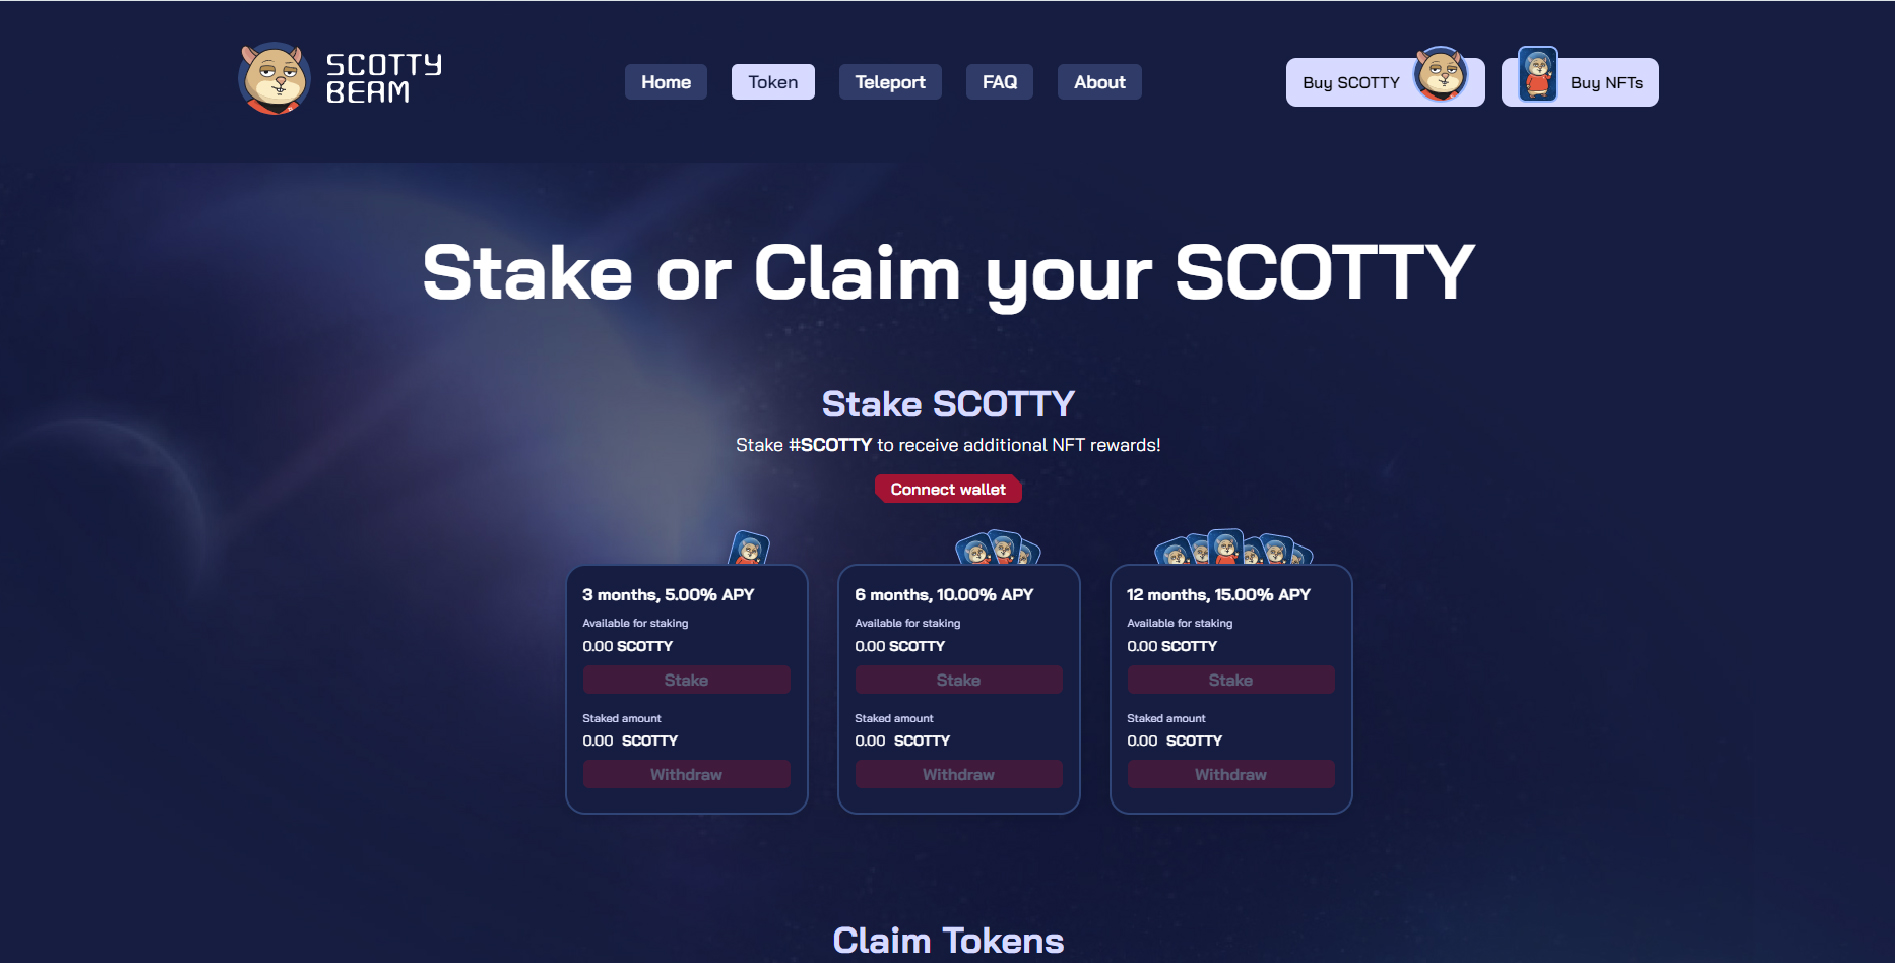 SCOTTY
BEAM
Home
Token
Teleport
FAQ
About
Buy SCOTTY
Buy NFTs
Stake or Claim your SCOTTY
Stake SCOTTY
Stake #SCOTTY to receive additional NFT rewards!
Connect wallet
3 months, 5.00% APY
Available for staking
0.00 SCOTTY
Stake
Staked amount
0.00 SCOTTY
Withdraw
6 months, 10.00% APY
Available for staking
0.00 SCOTTY
Stake
Staked amount
0.00 SCOTTY
Withdraw
12 months, 15.00% APY
Available for staking
0.00 SCOTTY
Stake
Staked amount
0.00 SCOTTY
Withdraw
Claim Tokens